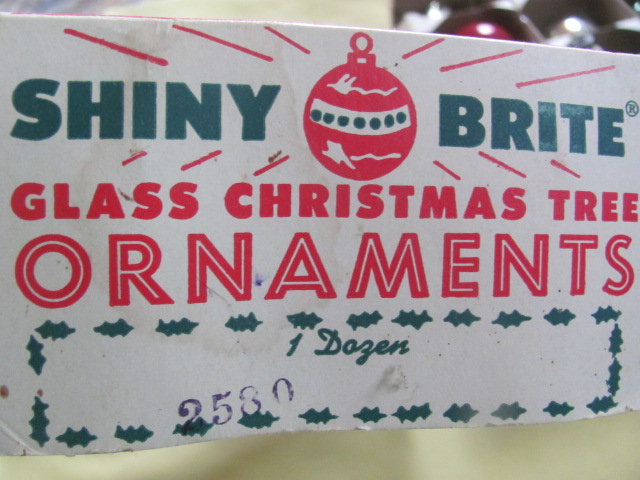 SHINY BRITE®
GLASS CHRISTMAS TREE
ORNAMENTS
1 Dozen
2580